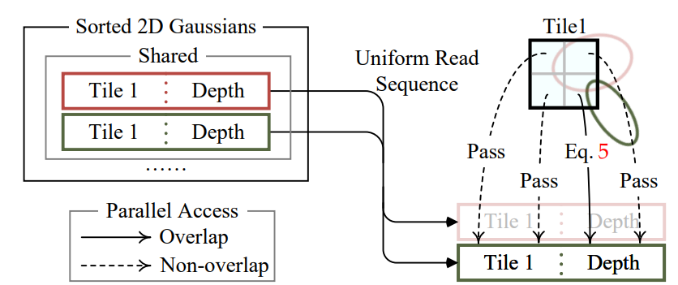 Sorted 2D Gaussians
Shared
Tile 1 Depth
Tile 1 Depth
......
Uniform Read
Sequence
Tile1
Pass
Eq. 5
Pass
Pass
Tile 1 Depth
Tile 1 Depth
Parallel Access
Overlap
Non-overlap